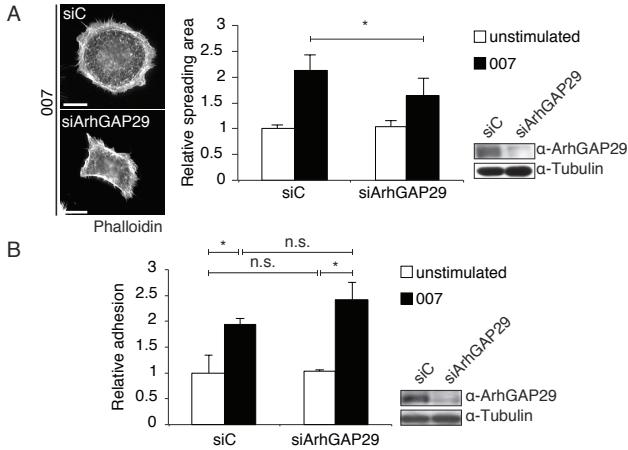 A
siC
007
siArhGAP29
Phalloidin
Relative spreading area
3
2.5
2
1.5
1
0.5
0
*
siC
siArhGAP29
unstimulated
007
siC
siArhGAP29
α-ArhGAP29
α-Tubulin
B
Relative adhesion
3
2.5
2
1.5
1
0.5
0
*
n.s.
n.s.
*
siC
siArhGAP29
unstimulated
007
siC
siArhGAP29
α-ArhGAP29
α-Tubulin